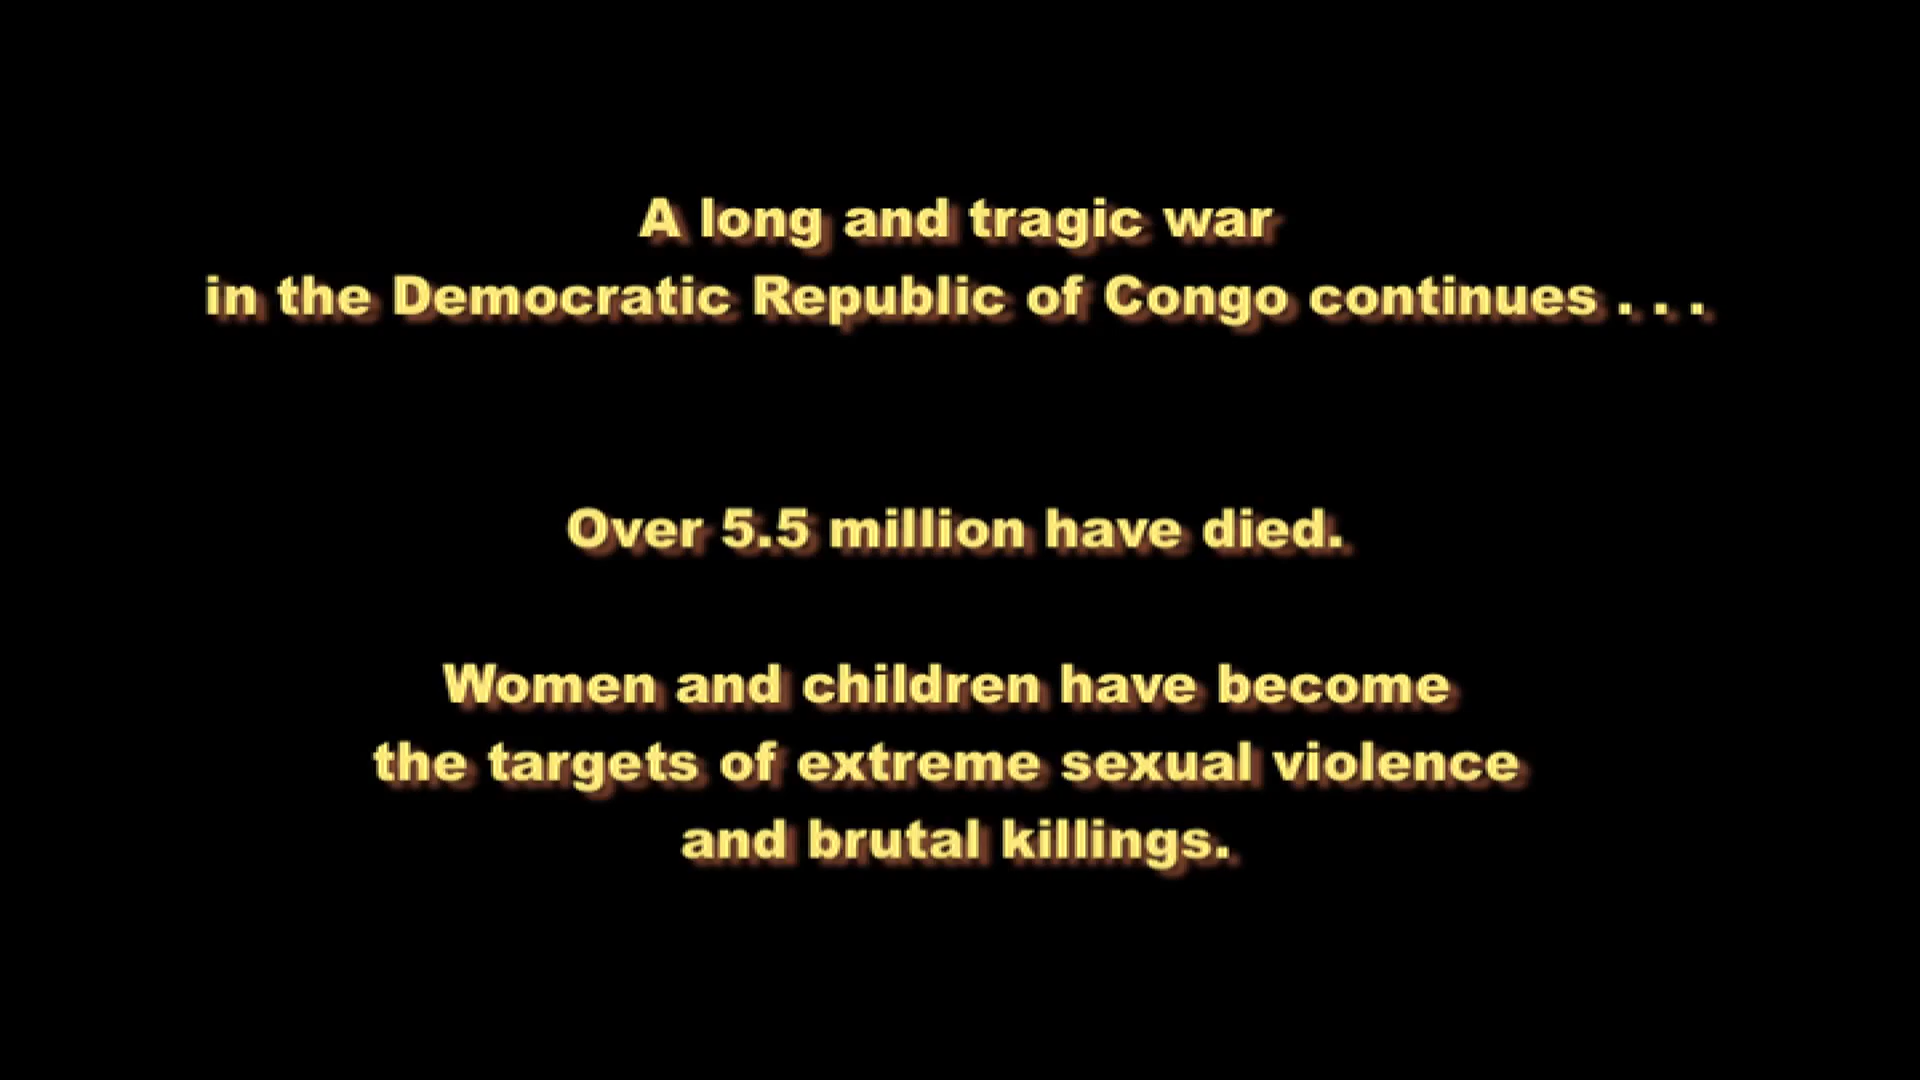 A long and tragic war
in the Democratic Republic of Congo continues . . .
Over 5.5 million have died.
Women and children have become
the targets of extreme sexual violence
and brutal killings.